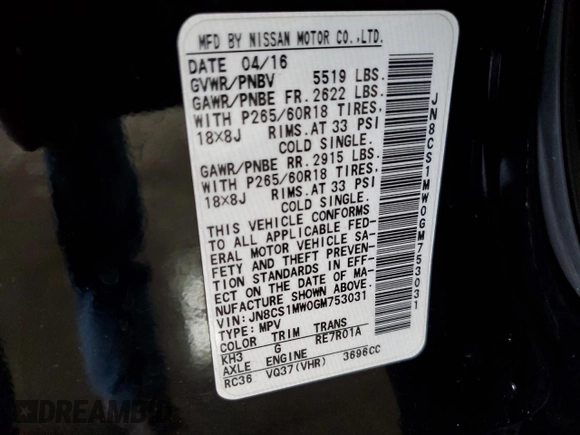 MFD BY NISSAN MOTOR CO.,LTD.
DATE 04/16
GVWR/PNBV 5519 LBS.
GAWR/PNBE FR. 2622 LBS.
WITH P265/60R18 TIRES.
18X8J RIMS. AT 33 PSI
COLD SINGLE.
GAWR/PNBE RR. 2915 LBS.
WITH P265/60R18 TIRES.
18X8J RIMS. AT 33 PSI
COLD SINGLE.
THIS VEHICLE CONFORMS
TO ALL APPLICABLE FED-
ERAL MOTOR VEHICLE SA-
FETY AND THEFT PREVEN-
TION STANDARDS IN EFF-
ECT ON THE DATE OF MA-
NUFACTURE SHOWN ABOVE.
VIN: JN8CS1MW0GM753031
TYPE: MPV
COLOR TRIM TRANS
KH3 G RE7R01A
AXLE ENGINE
RC36 VQ37(VHR) 3696CC
JN8CS1MW0GM753031
DREAMBID